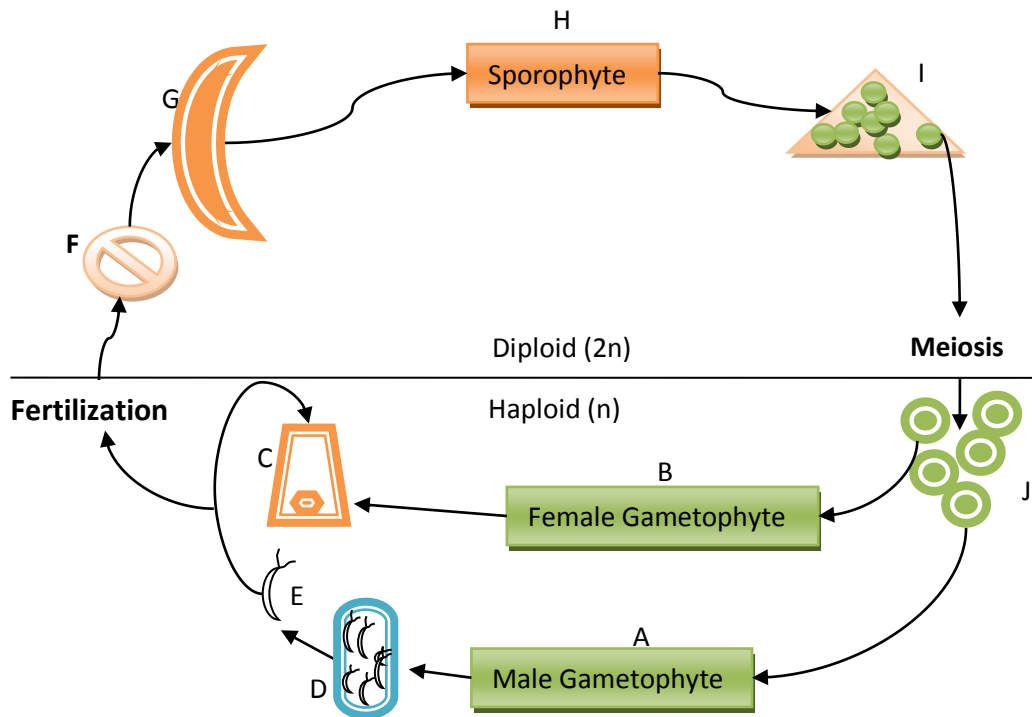 H
Sporophyte
I
G
F
Diploid (2n)
Meiosis
Fertilization
Haploid (n)
C
B
J
Female Gametophyte
E
A
D
Male Gametophyte